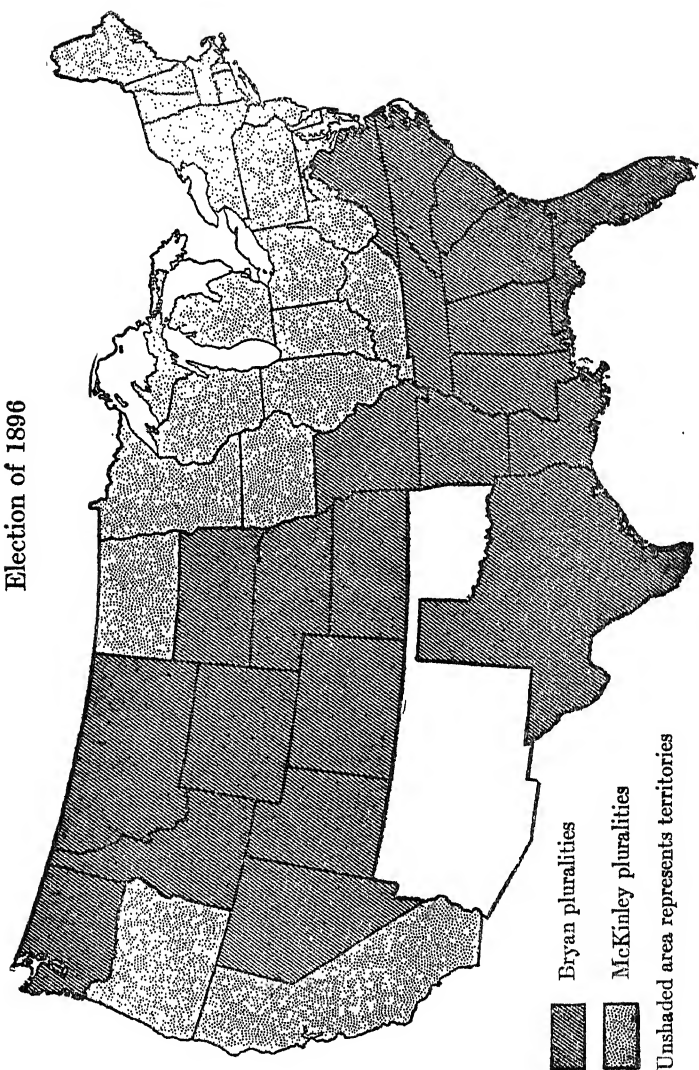 Election of 1896
Bryan pluralities
McKinley pluralities
Unshaded area represents territories